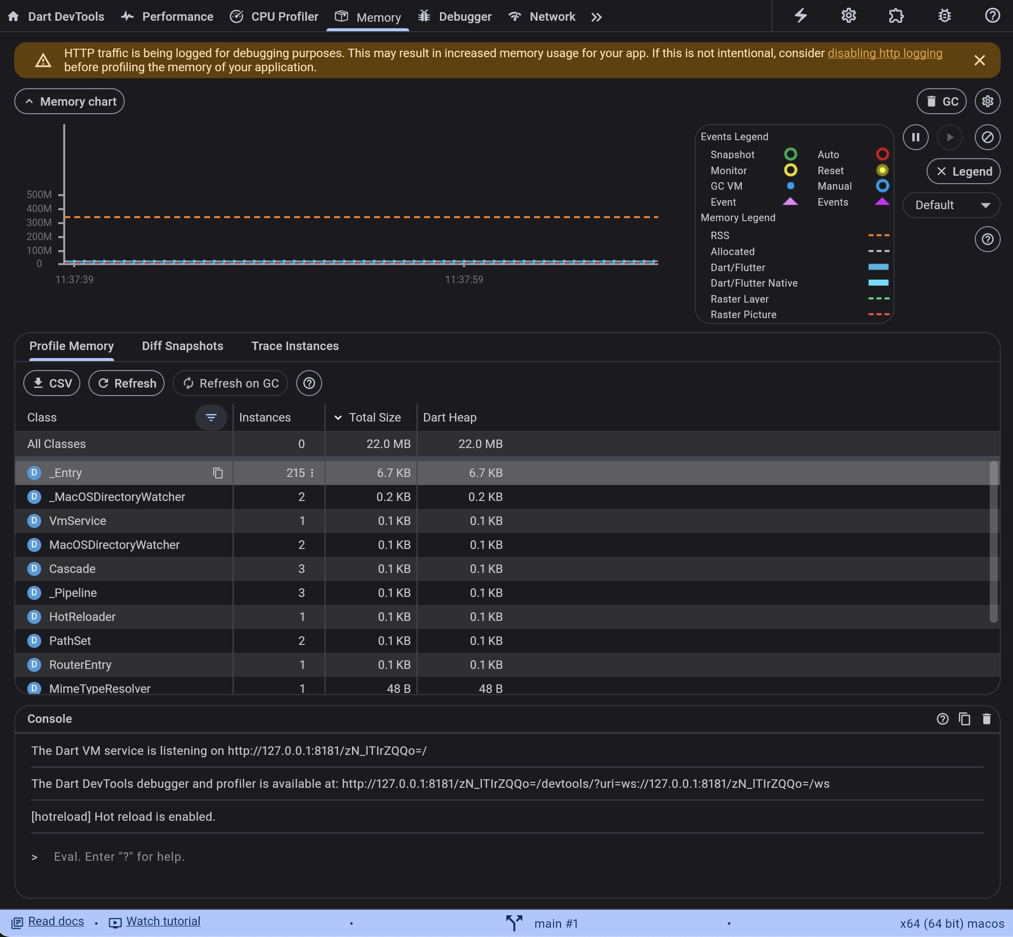 Dart DevTools Performance CPU Profiler Memory Debugger Network
HTTP traffic is being logged for debugging purposes. This may result in increased memory usage for your app. If this is not intentional, consider disabling http logging
before profiling the memory of your application.
Memory chart
GC
500M
400M
300M
200M
100M
0
11:37:39 11:37:59
Events Legend
Snapshot Auto
Monitor Reset
GC VM Manual
Event Events
Memory Legend
RSS
Allocated
Dart/Flutter
Dart/Flutter Native
Raster Layer
Raster Picture
Legend
Default
Profile Memory Diff Snapshots Trace Instances
CSV Refresh Refresh on GC
Class Instances Total Size Dart Heap
All Classes 0 22.0 MB 22.0 MB
D _Entry 215 6.7 KB 6.7 KB
D _MacOSDirectoryWatcher 2 0.2 KB 0.2 KB
D VmService 1 0.1 KB 0.1 KB
D MacOSDirectoryWatcher 2 0.1 KB 0.1 KB
D Cascade 3 0.1 KB 0.1 KB
D _Pipeline 3 0.1 KB 0.1 KB
D HotReloader 1 0.1 KB 0.1 KB
D PathSet 2 0.1 KB 0.1 KB
D RouterEntry 1 0.1 KB 0.1 KB
D MimeTypeResolver 1 48 B 48 B
Console
The Dart VM service is listening on http://127.0.0.1:8181/zN_lTIrZQQo=/
The Dart DevTools debugger and profiler is available at: http://127.0.0.1:8181/zN_lTIrZQQo=/devtools/?uri=ws://127.0.0.1:8181/zN_lTIrZQQo=/ws
[hotreload] Hot reload is enabled.
> Eval. Enter "?" for help.
Read docs • Watch tutorial • main #1 • x64 (64 bit) macos